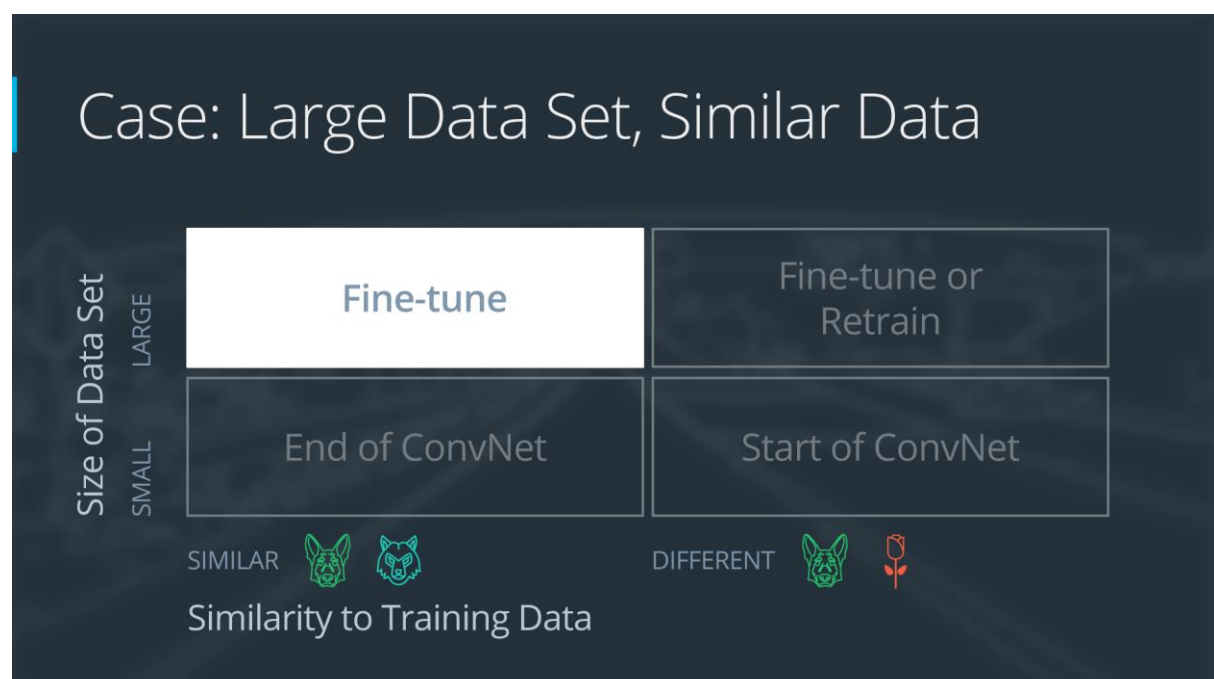 Case: Large Data Set, Similar Data
Size of Data Set
LARGE
Fine-tune
Fine-tune or
Retrain
SMALL
End of ConvNet
Start of ConvNet
SIMILAR
DIFFERENT
Similarity to Training Data